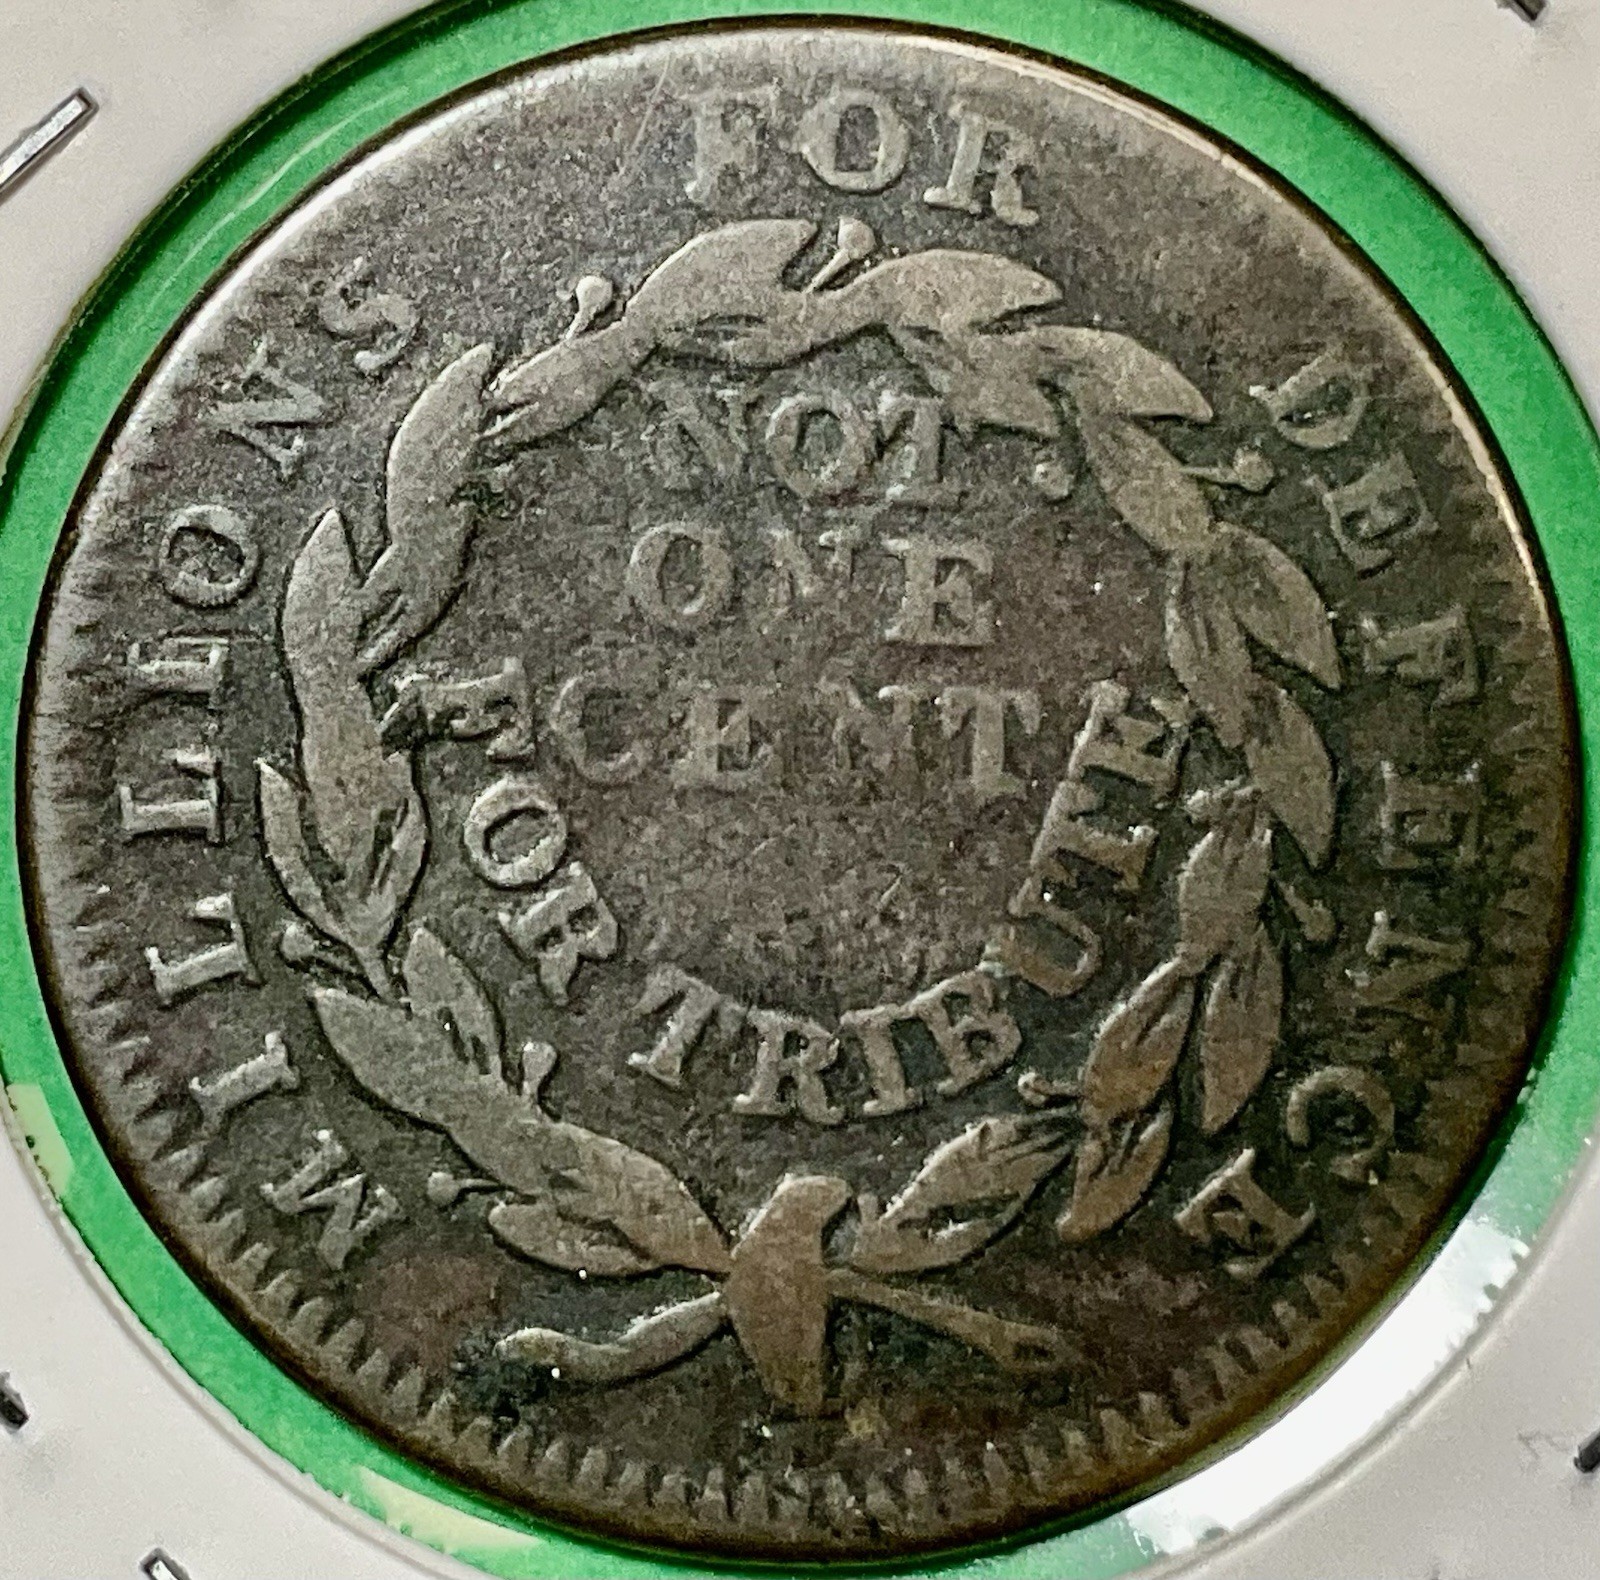 MILLIONS FOR DEFENCE
NOT
ONE
CENT
FOR TRIBUTE